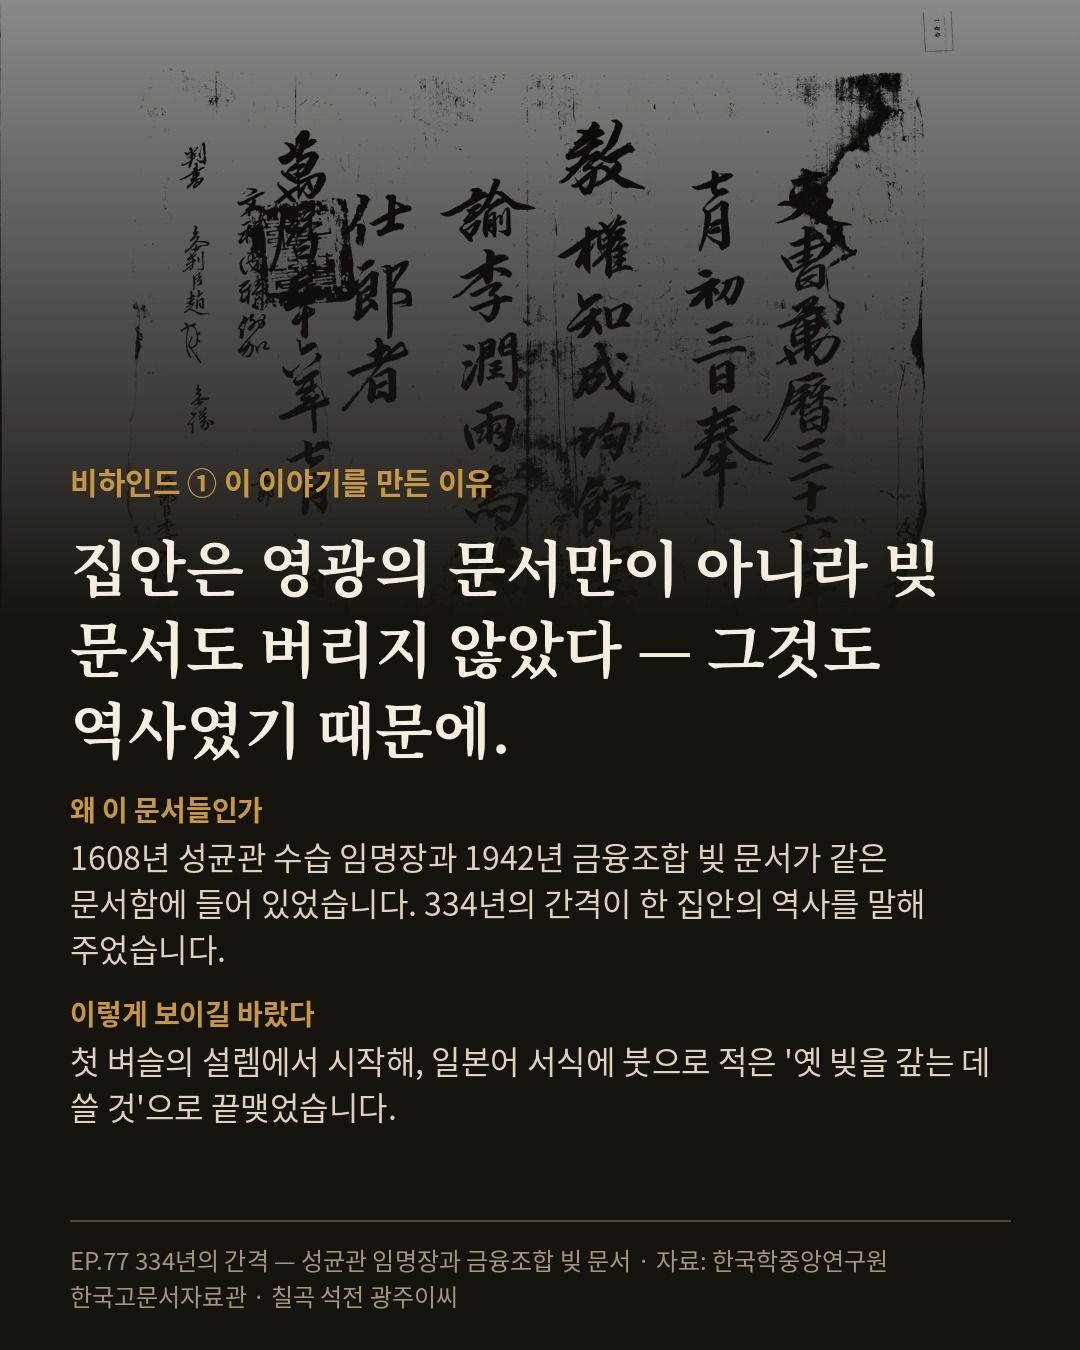 吏曹萬曆三十六
七月初三日奉
教權知成均館
諭李潤雨爲
仕郎者
萬曆
年七月
判書
비하인드 ① 이 이야기를 만든 이유
집안은 영광의 문서만이 아니라 빚
문서도 버리지 않았다 — 그것도
역사였기 때문에.
왜 이 문서들인가
1608년 성균관 수습 임명장과 1942년 금융조합 빚 문서가 같은
문서함에 들어 있었습니다. 334년의 간격이 한 집안의 역사를 말해
주었습니다.
이렇게 보이길 바랐다
첫 벼슬의 설렘에서 시작해, 일본어 서식에 붓으로 적은 '옛 빚을 갚는 데
쓸 것'으로 끝맺었습니다.
EP.77 334년의 간격 — 성균관 임명장과 금융조합 빚 문서 · 자료: 한국학중앙연구원
한국고문서자료관 · 칠곡 석전 광주이씨